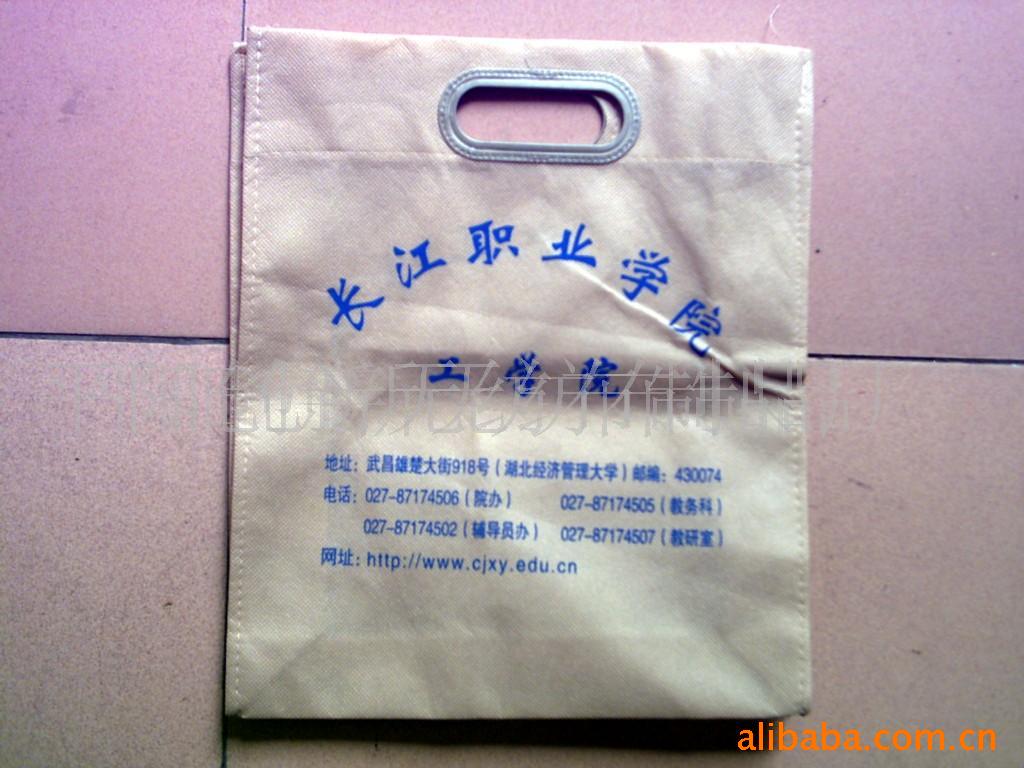 长江职业学院
工学院
地址：武昌雄楚大街918号（湖北经济管理大学）邮编：430074
电话：027-87174506（院办） 027-87174505（教务科）
027-87174502（辅导员办） 027-87174507（教研室）
网址：http://www.cjxy.edu.cn
alibaba.com.cn